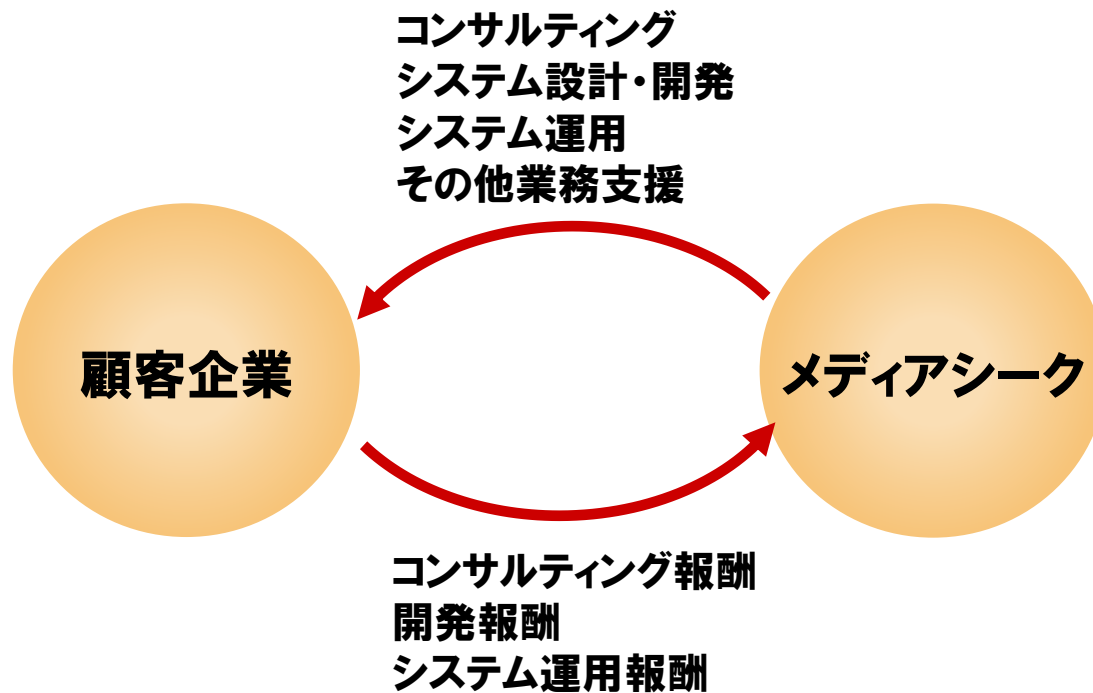 コンサルティング
システム設計・開発
システム運用
その他業務支援
顧客企業
メディアシーク
コンサルティング報酬
開発報酬
システム運用報酬